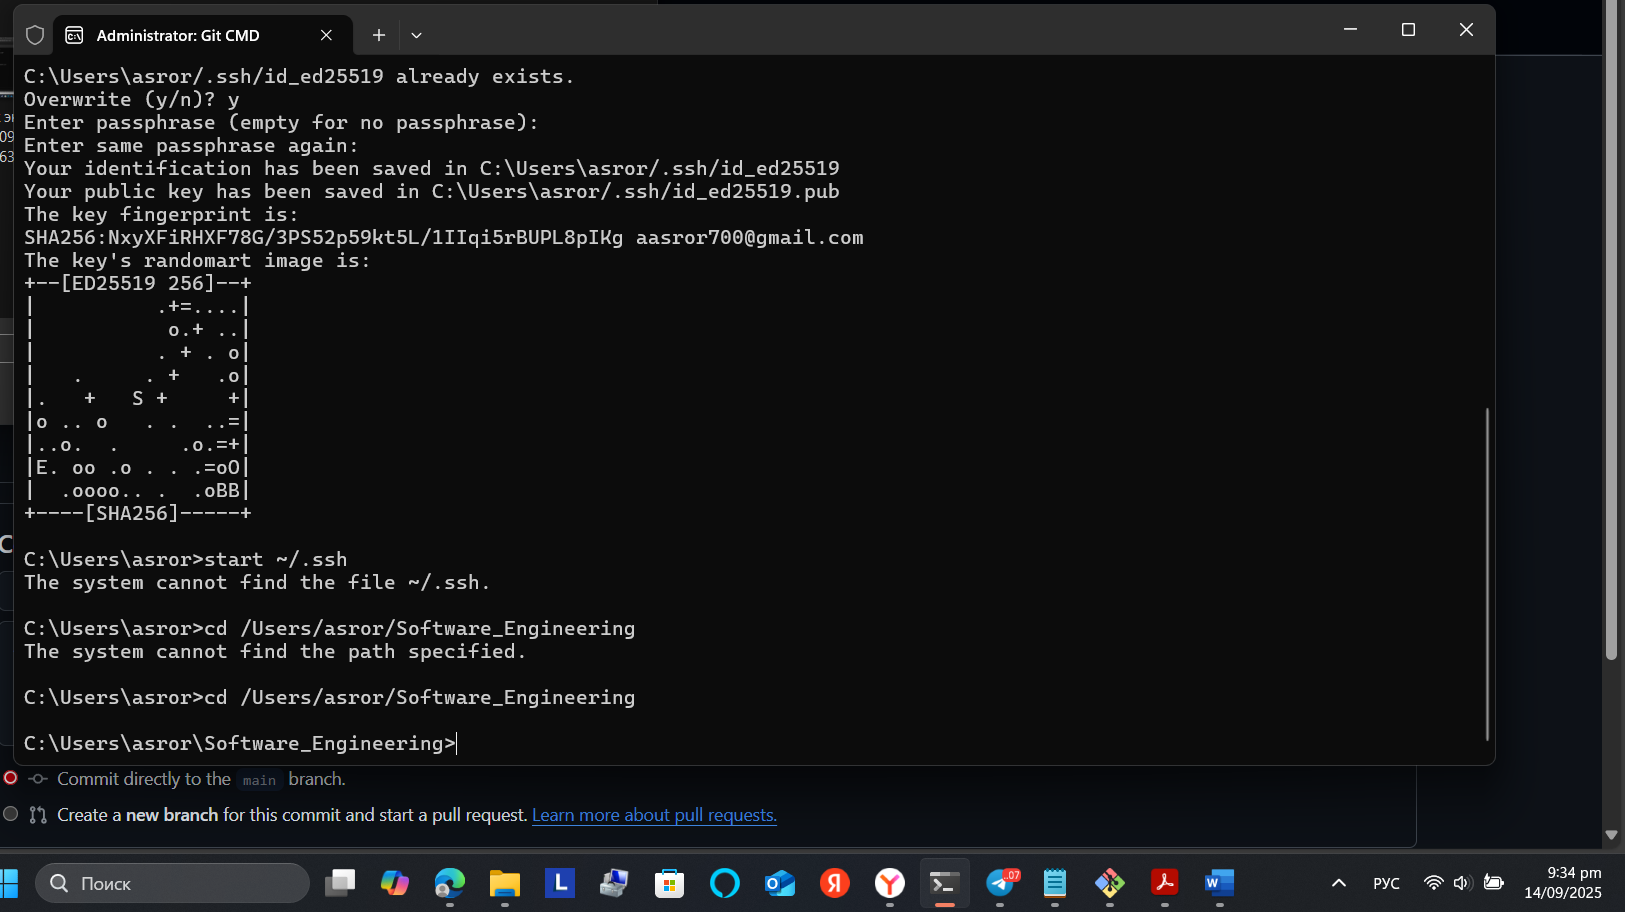 Administrator: Git CMD
C:\Users\asror/.ssh/id_ed25519 already exists.
Overwrite (y/n)? y
Enter passphrase (empty for no passphrase):
Enter same passphrase again:
Your identification has been saved in C:\Users\asror/.ssh/id_ed25519
Your public key has been saved in C:\Users\asror/.ssh/id_ed25519.pub
The key fingerprint is:
SHA256:NxyXFiRHXF78G/3PS52p59kt5L/1IIqi5rBUPL8pIKg aasror700@gmail.com
The key's randomart image is:
+--[ED25519 256]--+
|          .+=....|
|           o.+ ..|
|          . + . o|
|   .     . +   .o|
|.   +   S +     +|
|o .. o   . .  ..=|
|..o.  .     .o.=+|
|E. oo .o . . .=oO|
|  .oooo.. .  .oBB|
+----[SHA256]-----+
C:\Users\asror>start ~/.ssh
The system cannot find the file ~/.ssh.
C:\Users\asror>cd /Users/asror/Software_Engineering
The system cannot find the path specified.
C:\Users\asror>cd /Users/asror/Software_Engineering
C:\Users\asror\Software_Engineering>
Commit directly to the main branch.
Create a new branch for this commit and start a pull request. Learn more about pull requests.
Поиск
РУС
9:34 pm
14/09/2025